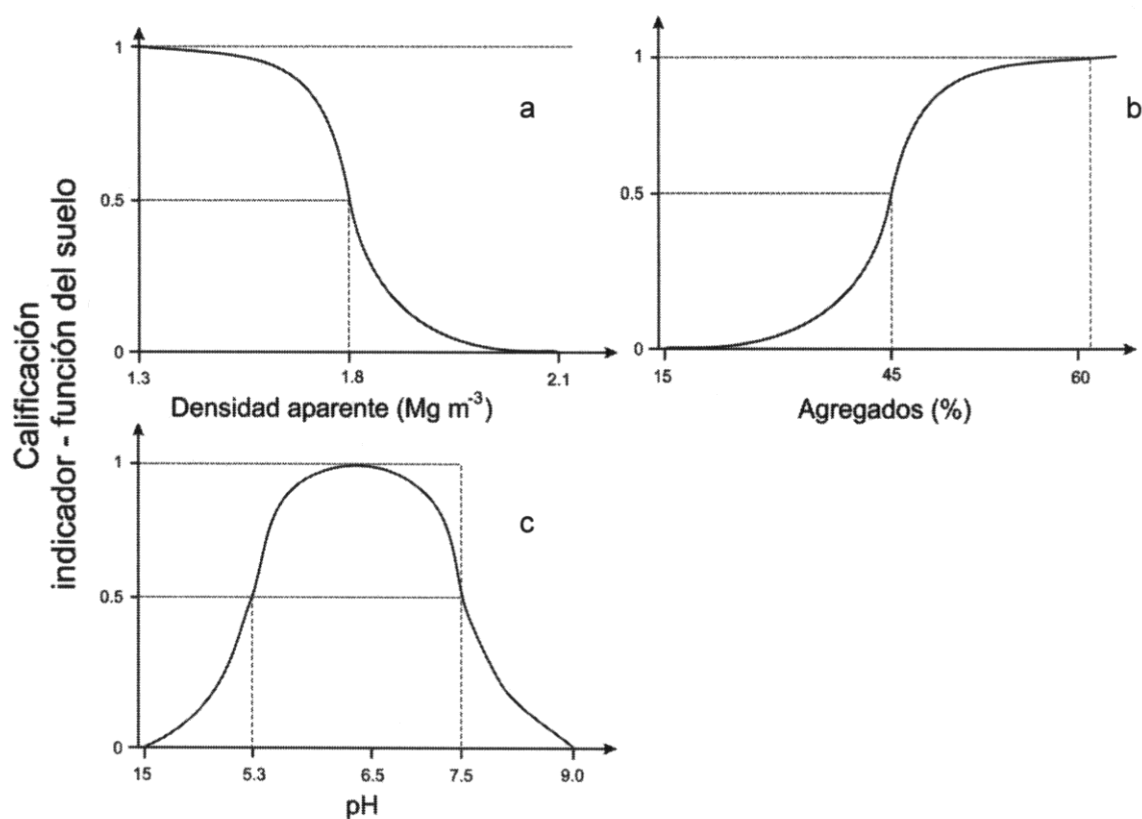 Calificación
indicador - función del suelo
1
0.5
0
1.3
1.8
2.1
Densidad aparente (Mg m⁻³)
a
1
0.5
0
15
45
60
Agregados (%)
b
1
0.5
0
15
5.3
6.5
7.5
9.0
pH
c